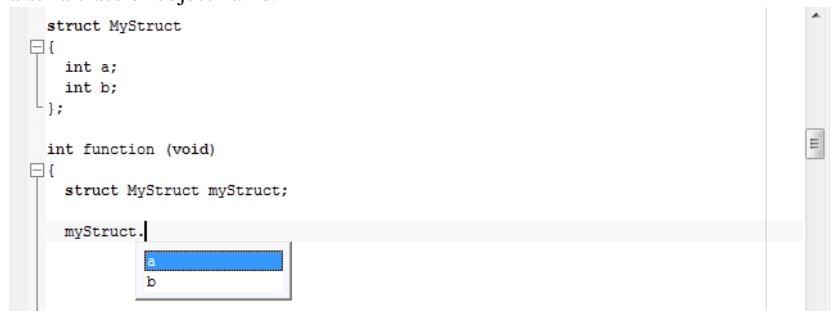 struct MyStruct
{
int a;
int b;
};
int function (void)
{
struct MyStruct myStruct;
myStruct.
a
b